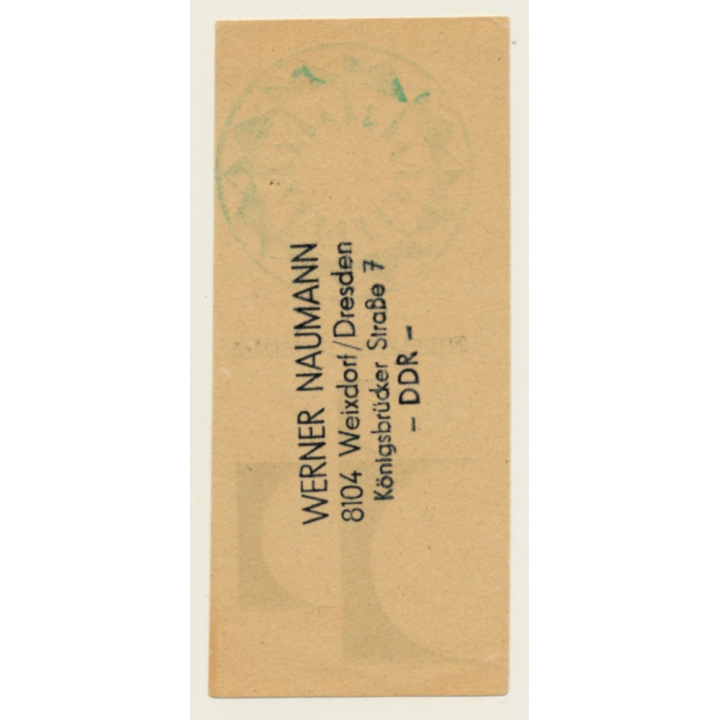 WERNER NAUMANN
8104 Weixdorf/Dresden
Königsbrücker Straße 7
– DDR –